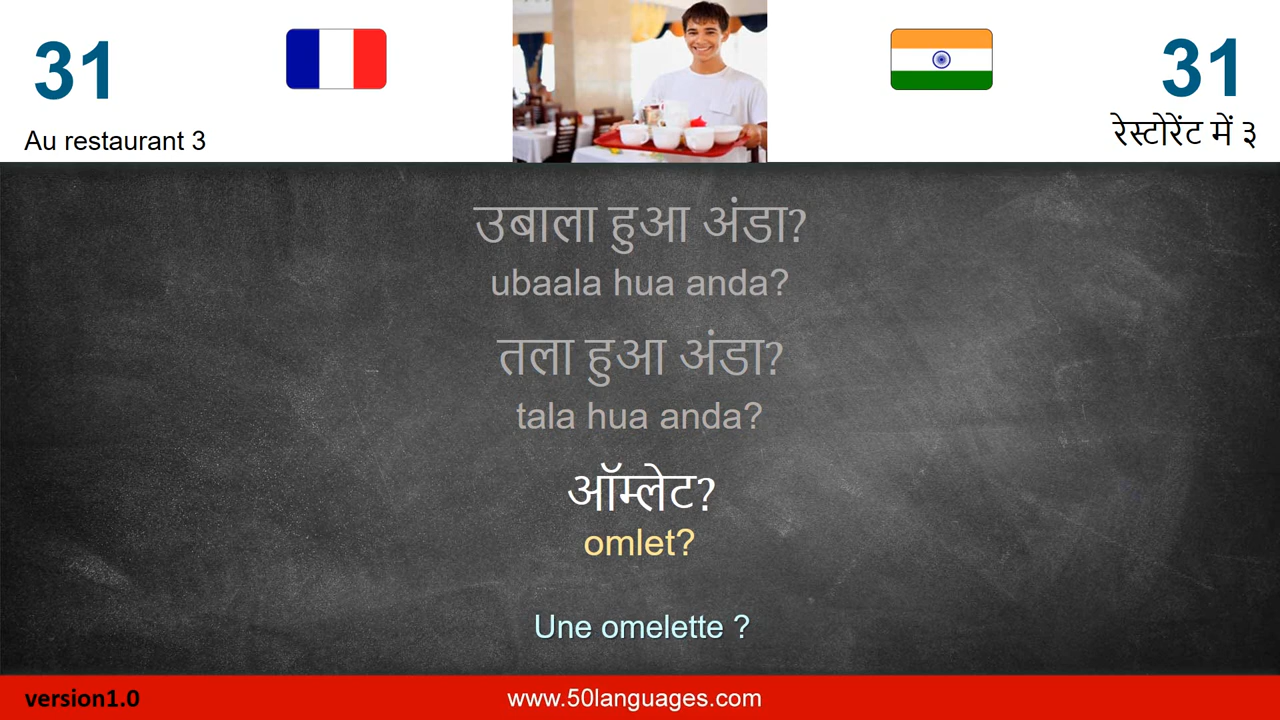 31
31
Au restaurant 3
रेस्टोरेंट में ३
उबाला हुआ अंडा?
ubaala hua anda?
तला हुआ अंडा?
tala hua anda?
ऑम्लेट?
omlet?
Une omelette ?
version1.0
www.50languages.com